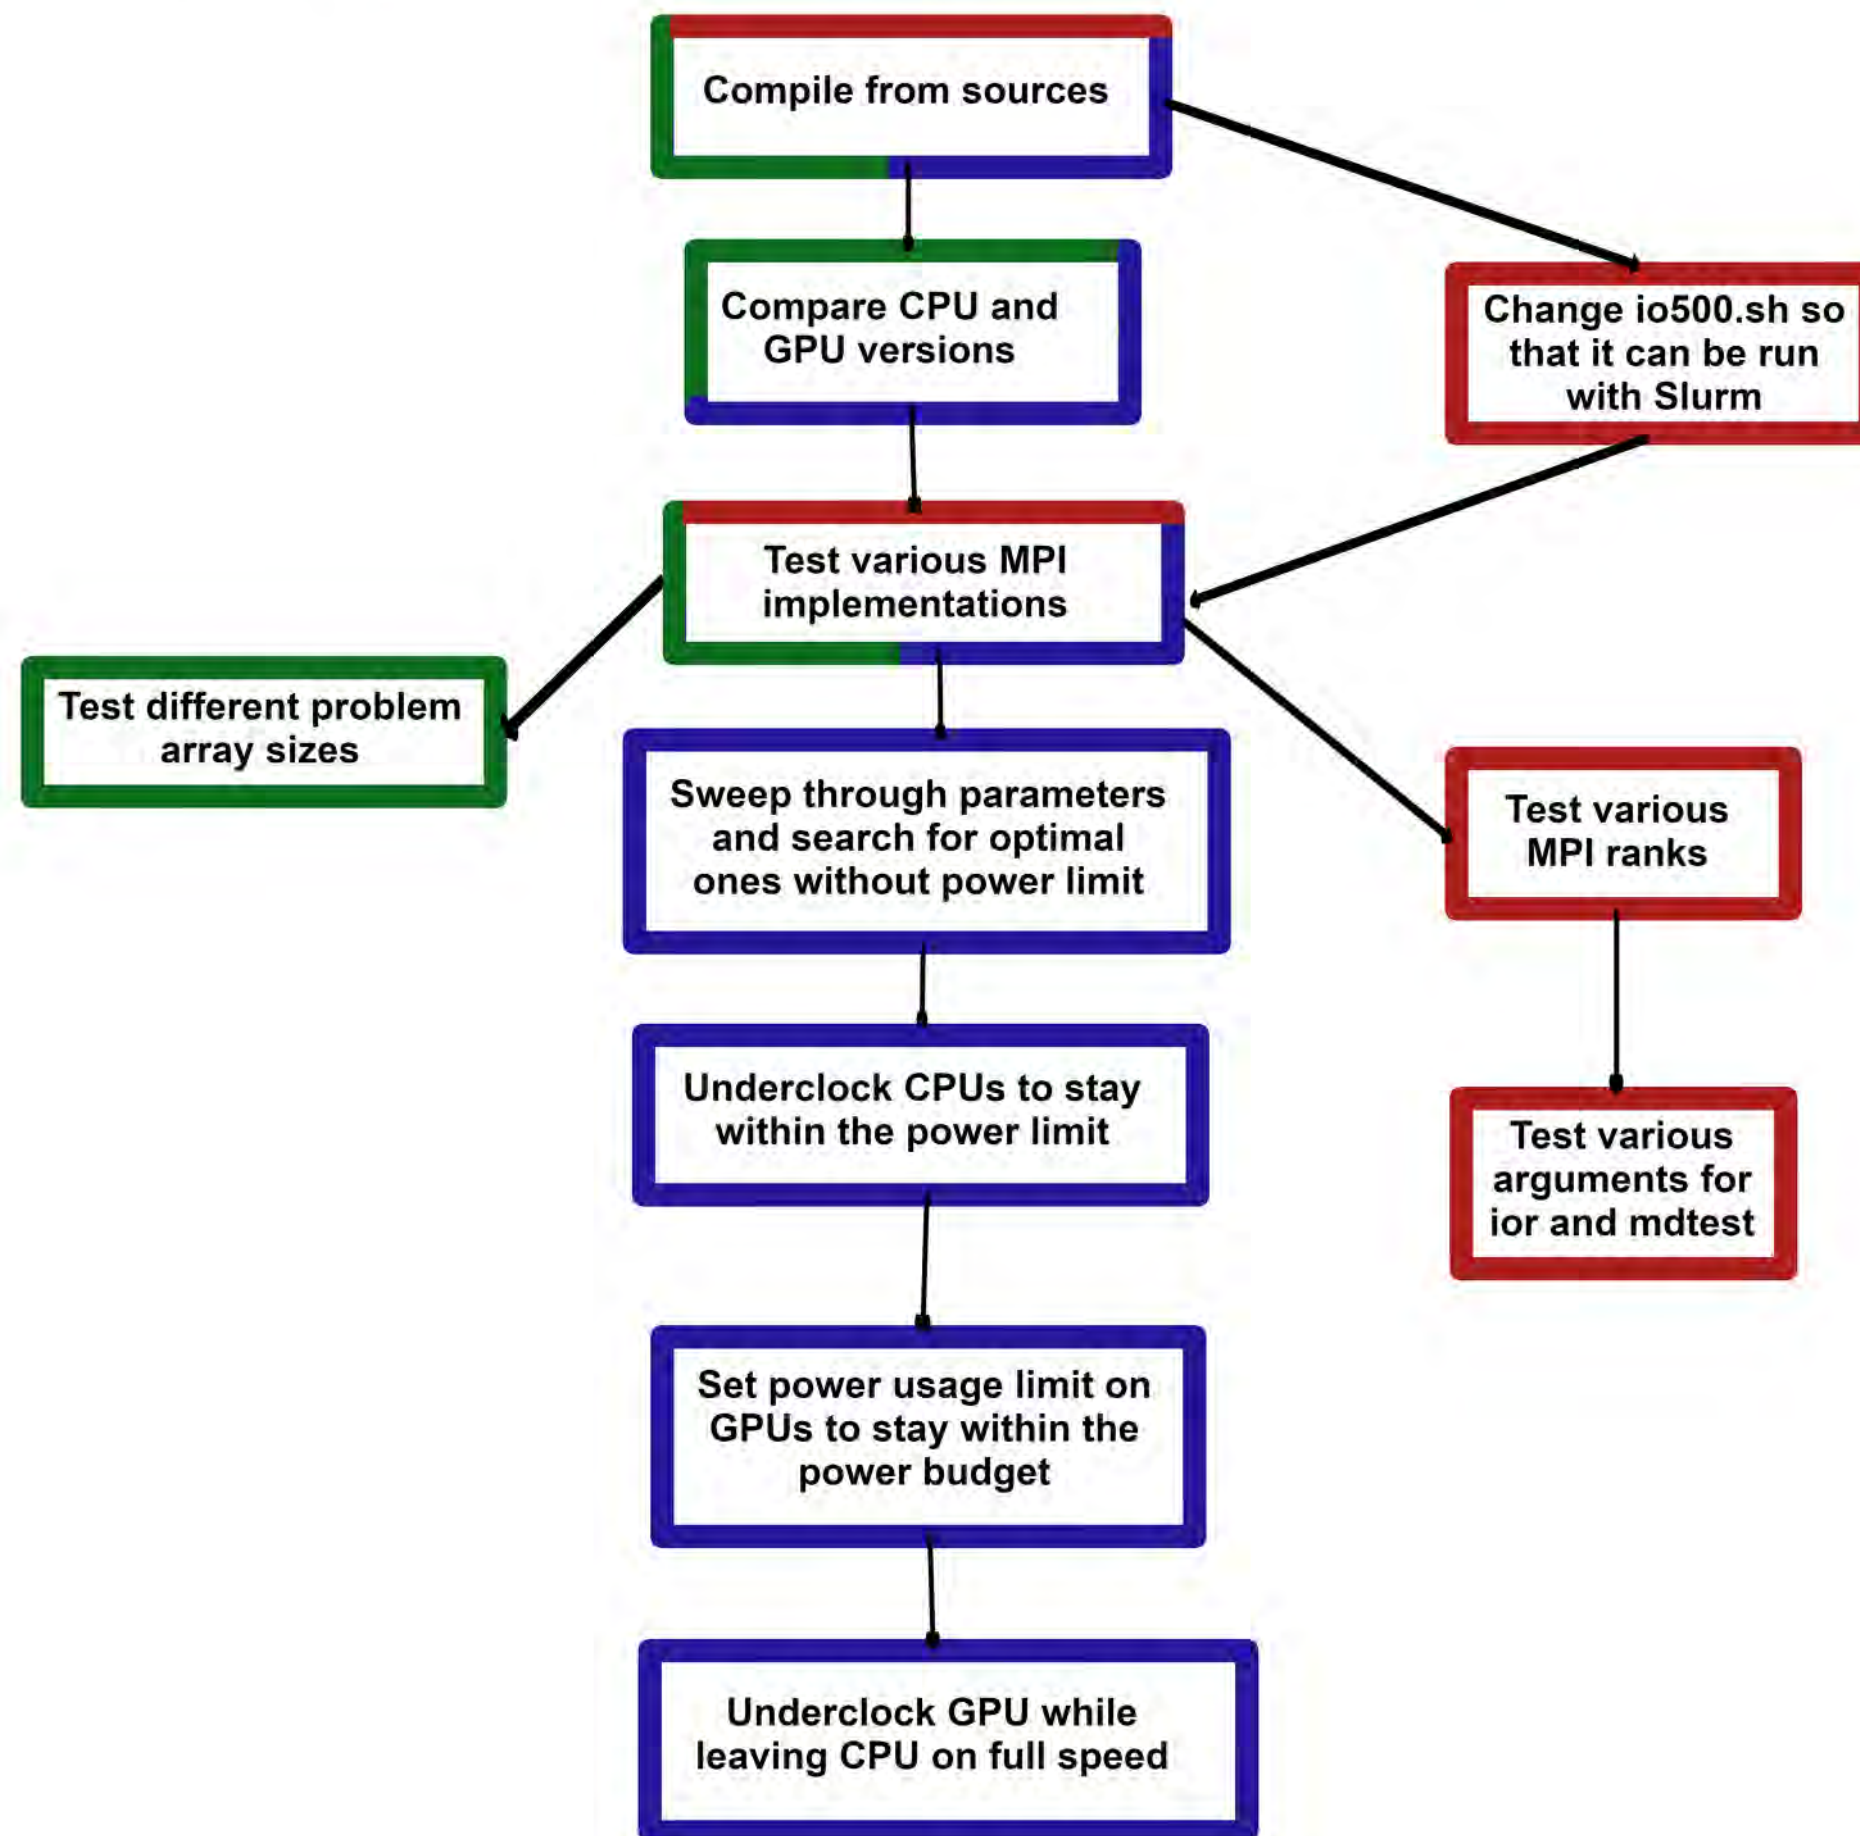 Compile from sources
Compare CPU and
GPU versions
Change io500.sh so
that it can be run
with Slurm
Test various MPI
implementations
Test different problem
array sizes
Sweep through parameters
and search for optimal
ones without power limit
Test various
MPI ranks
Underclock CPUs to stay
within the power limit
Test various
arguments for
ior and mdtest
Set power usage limit on
GPUs to stay within the
power budget
Underclock GPU while
leaving CPU on full speed